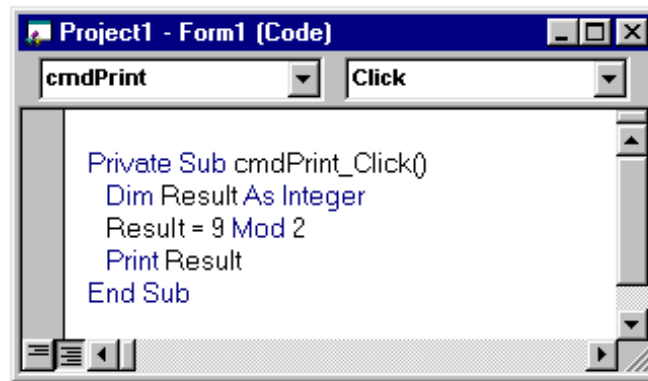 Project1 - Form1 (Code)
cmdPrint Click
Private Sub cmdPrint_Click()
Dim Result As Integer
Result = 9 Mod 2
Print Result
End Sub